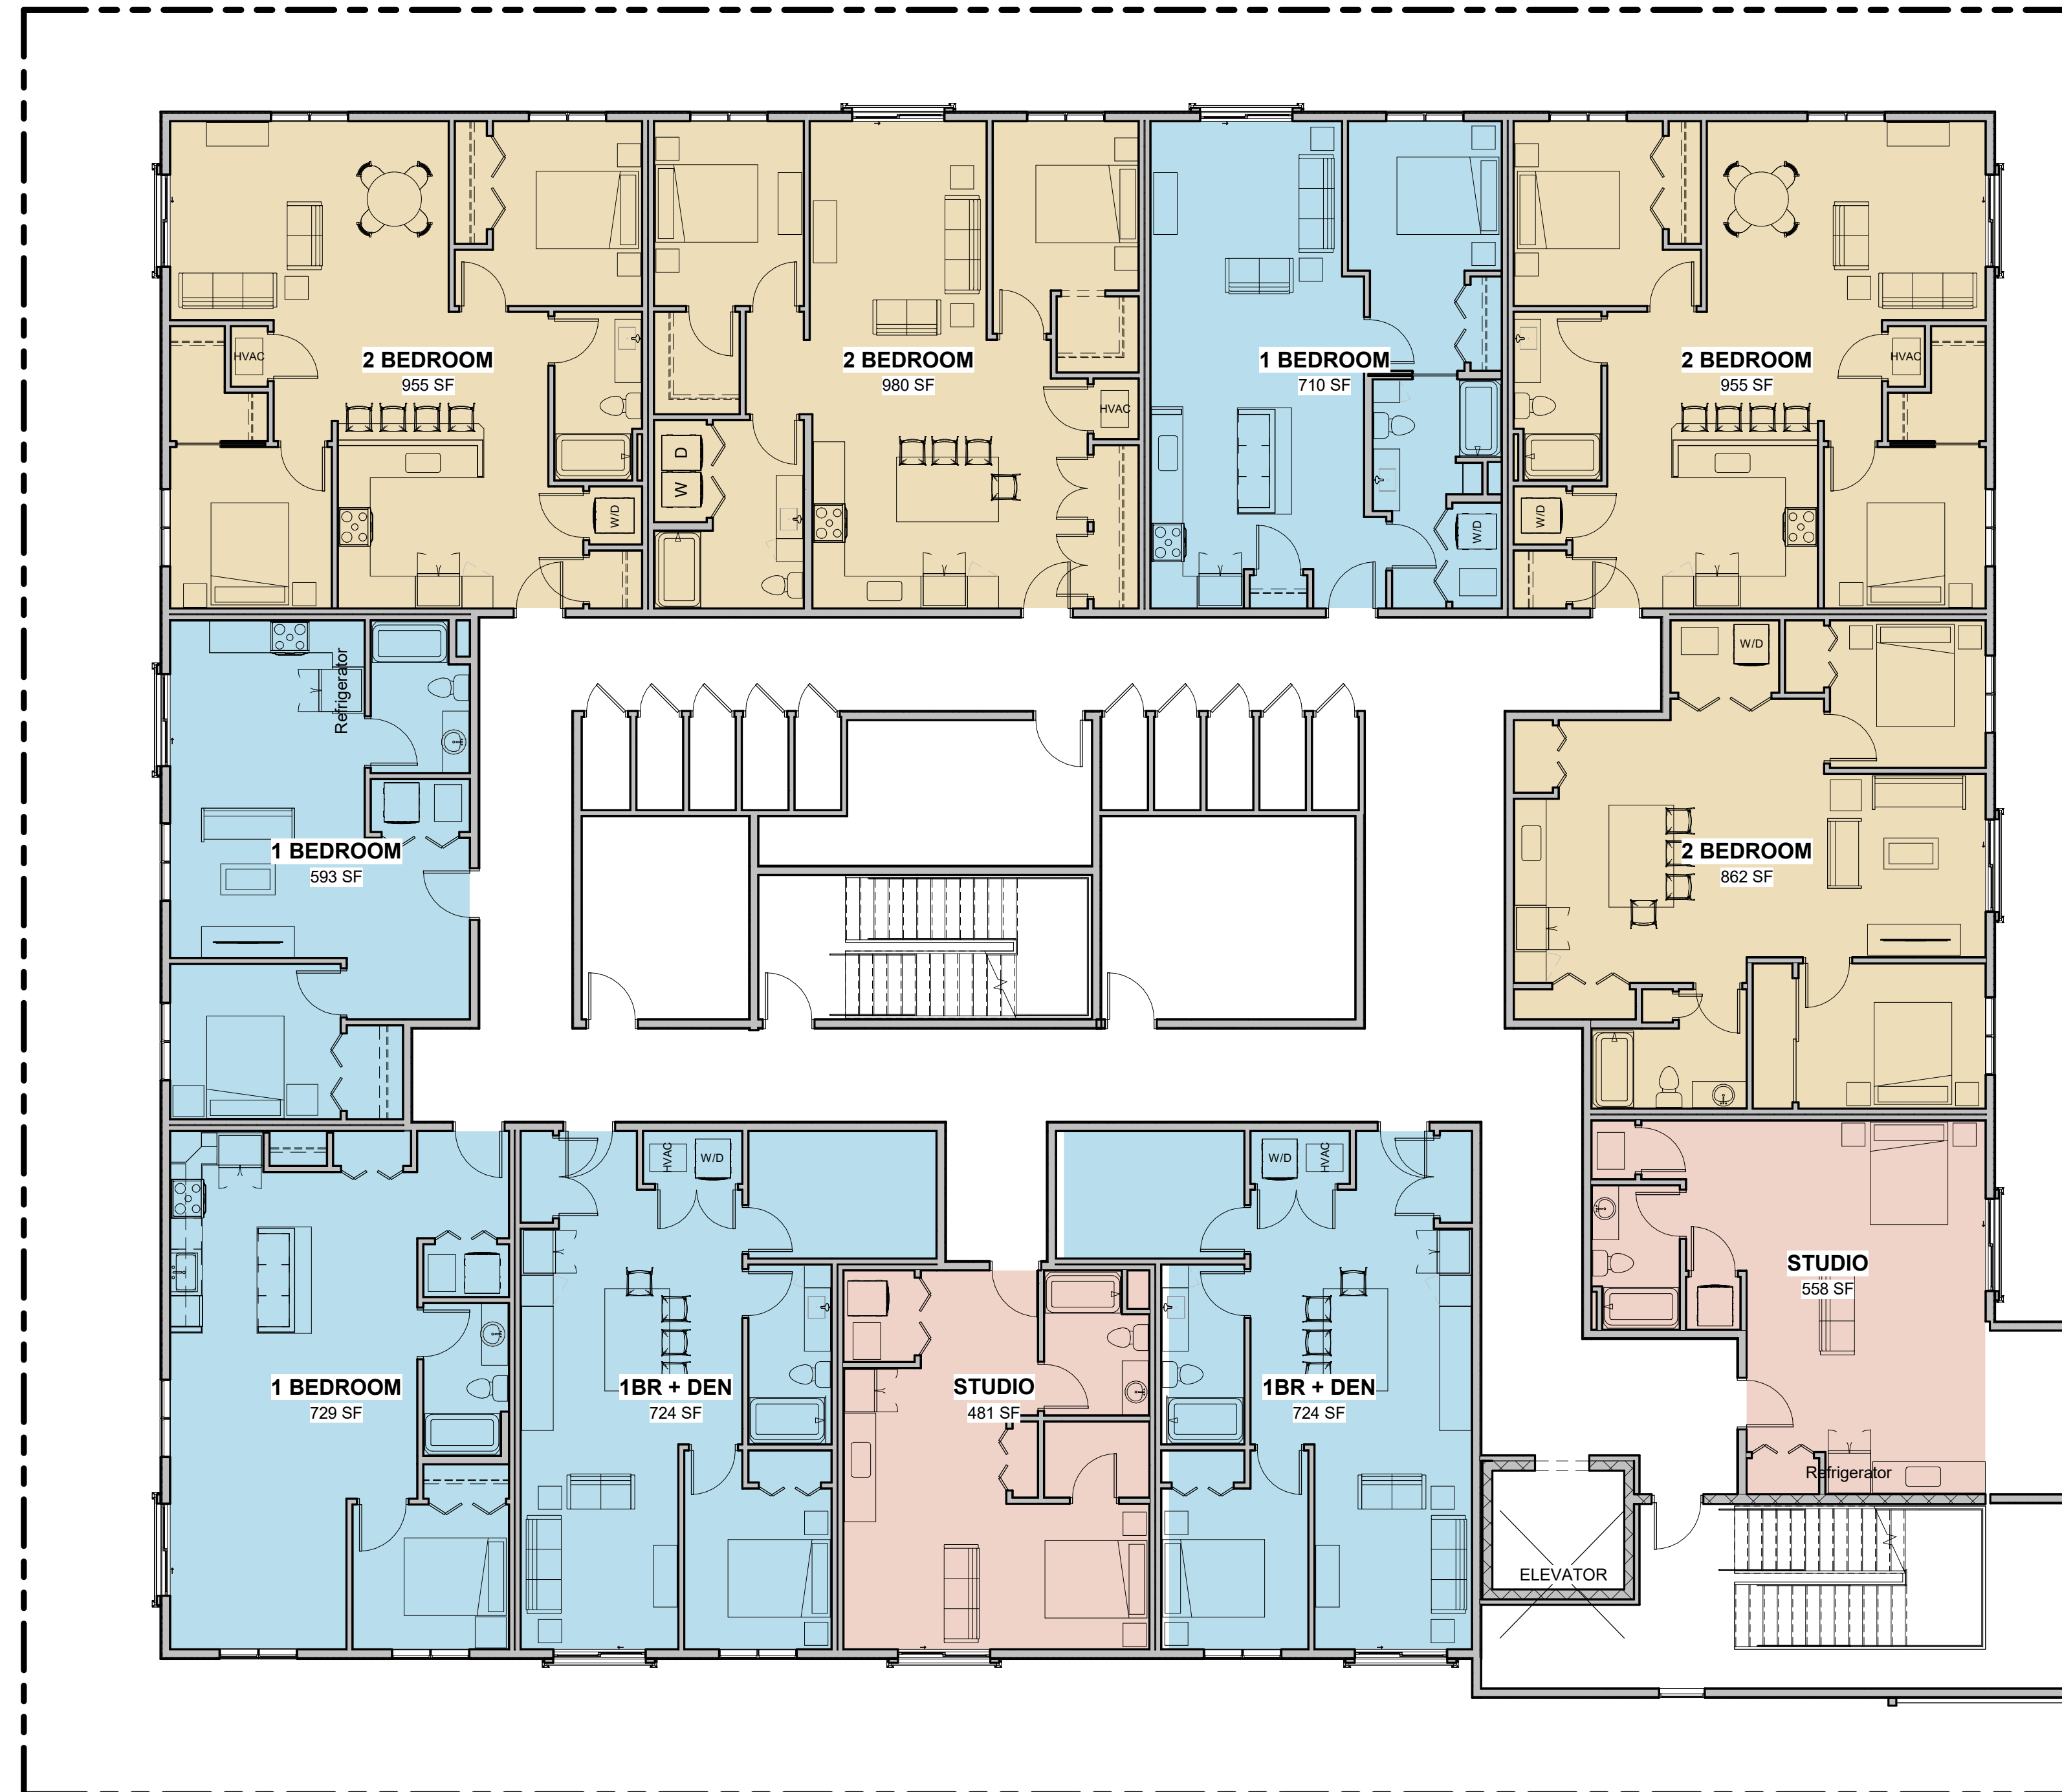 2 BEDROOM
955 SF
HVAC
W/D
2 BEDROOM
980 SF
HVAC
D
W
1 BEDROOM
710 SF
W/D
2 BEDROOM
955 SF
HVAC
W/D
Refrigerator
1 BEDROOM
593 SF
W/D
2 BEDROOM
862 SF
1 BEDROOM
729 SF
HVAC
W/D
1BR + DEN
724 SF
STUDIO
481 SF
W/D
HVAC
1BR + DEN
724 SF
STUDIO
558 SF
Refrigerator
ELEVATOR